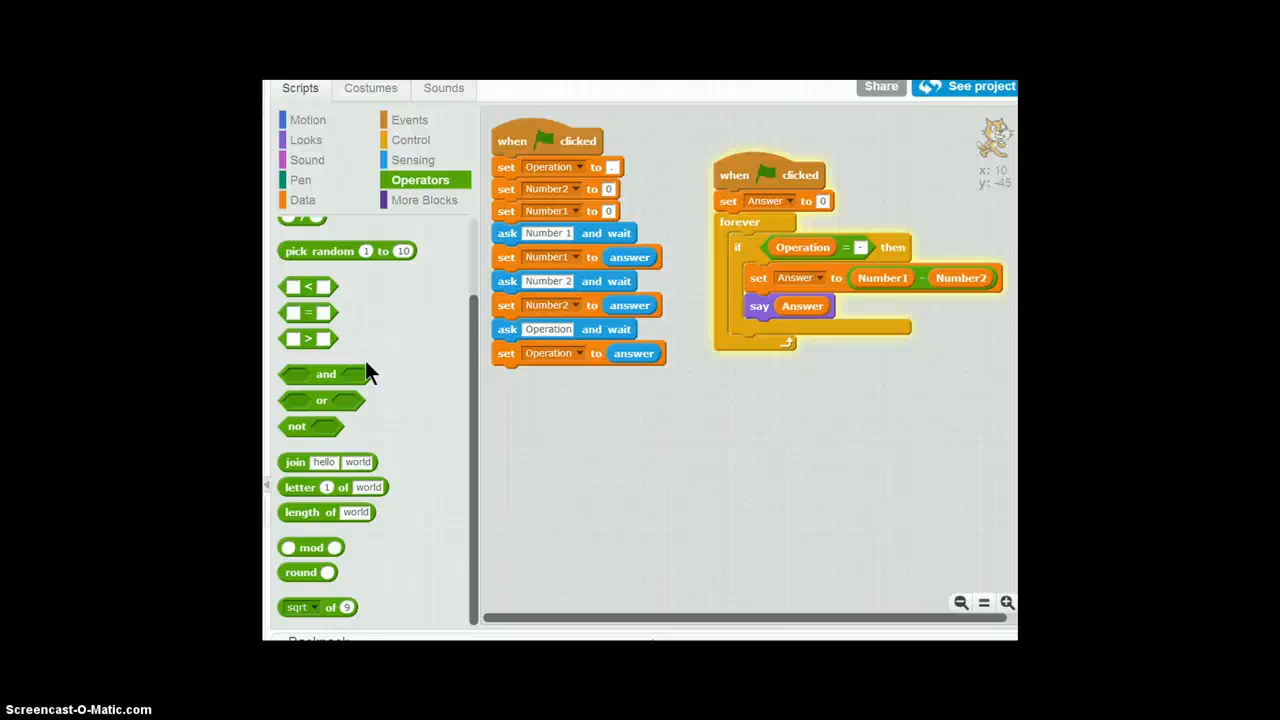 Scripts Costumes Sounds
Share See project
Motion Events
Looks Control
Sound Sensing
Pen Operators
Data More Blocks
pick random 1 to 10
<
=
>
and
or
not
join hello world
letter 1 of world
length of world
mod
round
sqrt of 9
when clicked
set Operation to .
set Number2 to 0
set Number1 to 0
ask Number 1 and wait
set Number1 to answer
ask Number 2 and wait
set Number2 to answer
ask Operation and wait
set Operation to answer
when clicked
set Answer to 0
forever
if Operation = - then
set Answer to Number1 - Number2
say Answer
x: 10
y: -45
Screencast-O-Matic.com